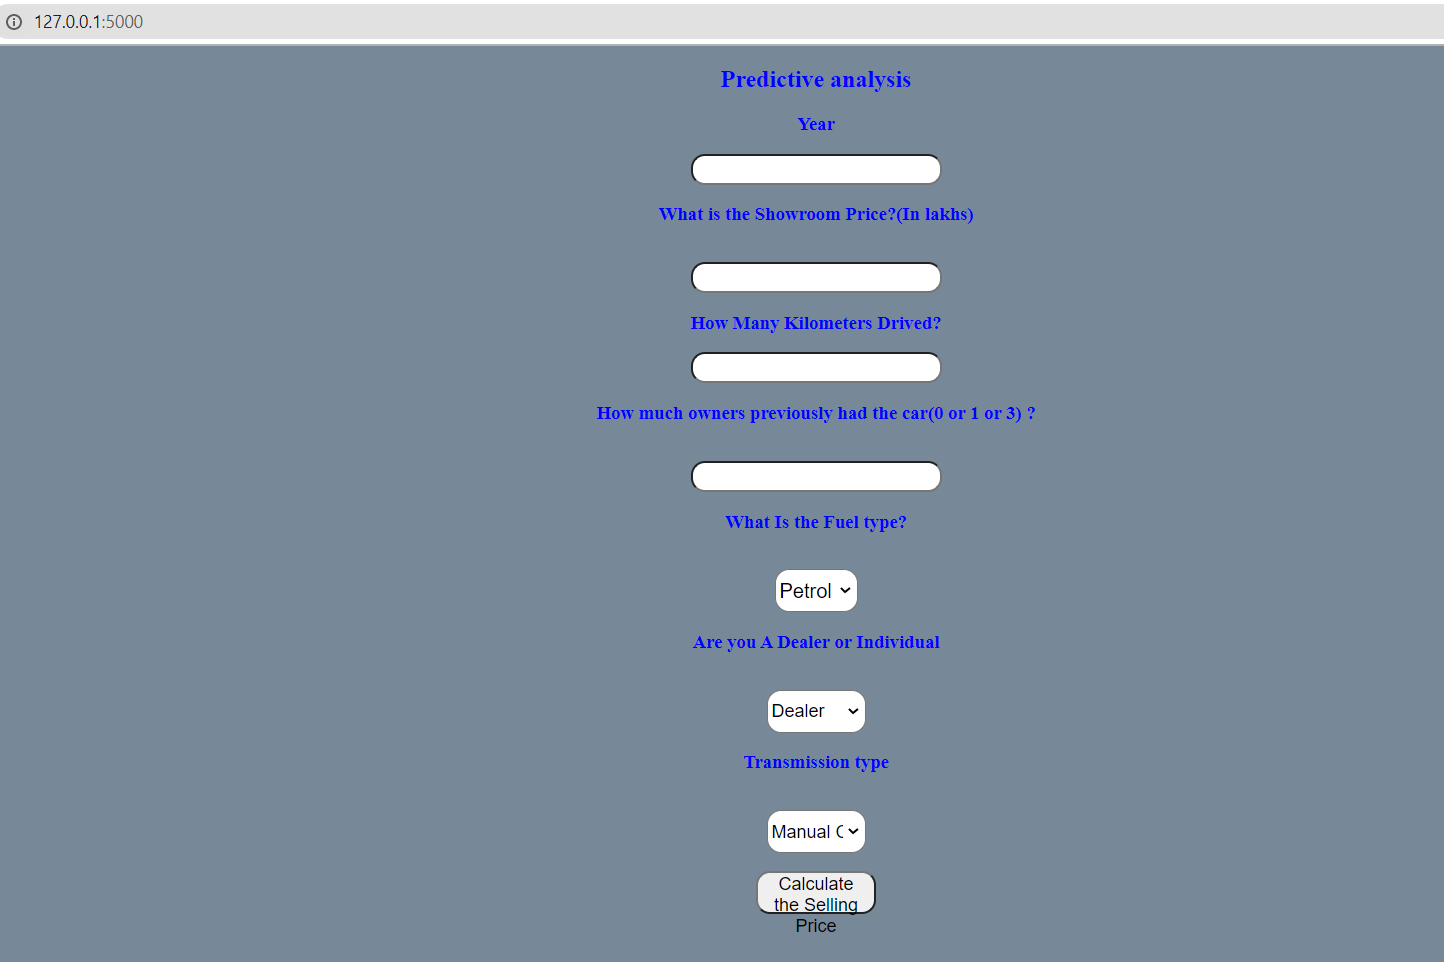 127.0.0.1:5000
Predictive analysis
Year
What is the Showroom Price?(In lakhs)
How Many Kilometers Drived?
How much owners previously had the car(0 or 1 or 3) ?
What Is the Fuel type?
Petrol
Are you A Dealer or Individual
Dealer
Transmission type
Manual C
Calculate
the Selling
Price